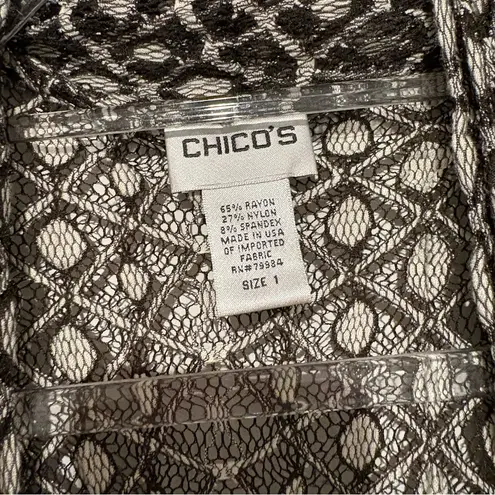 CHICO'S
65% RAYON
27% NYLON
8% SPANDEX
MADE IN USA
OF IMPORTED
FABRIC
RN#79984
SIZE 1